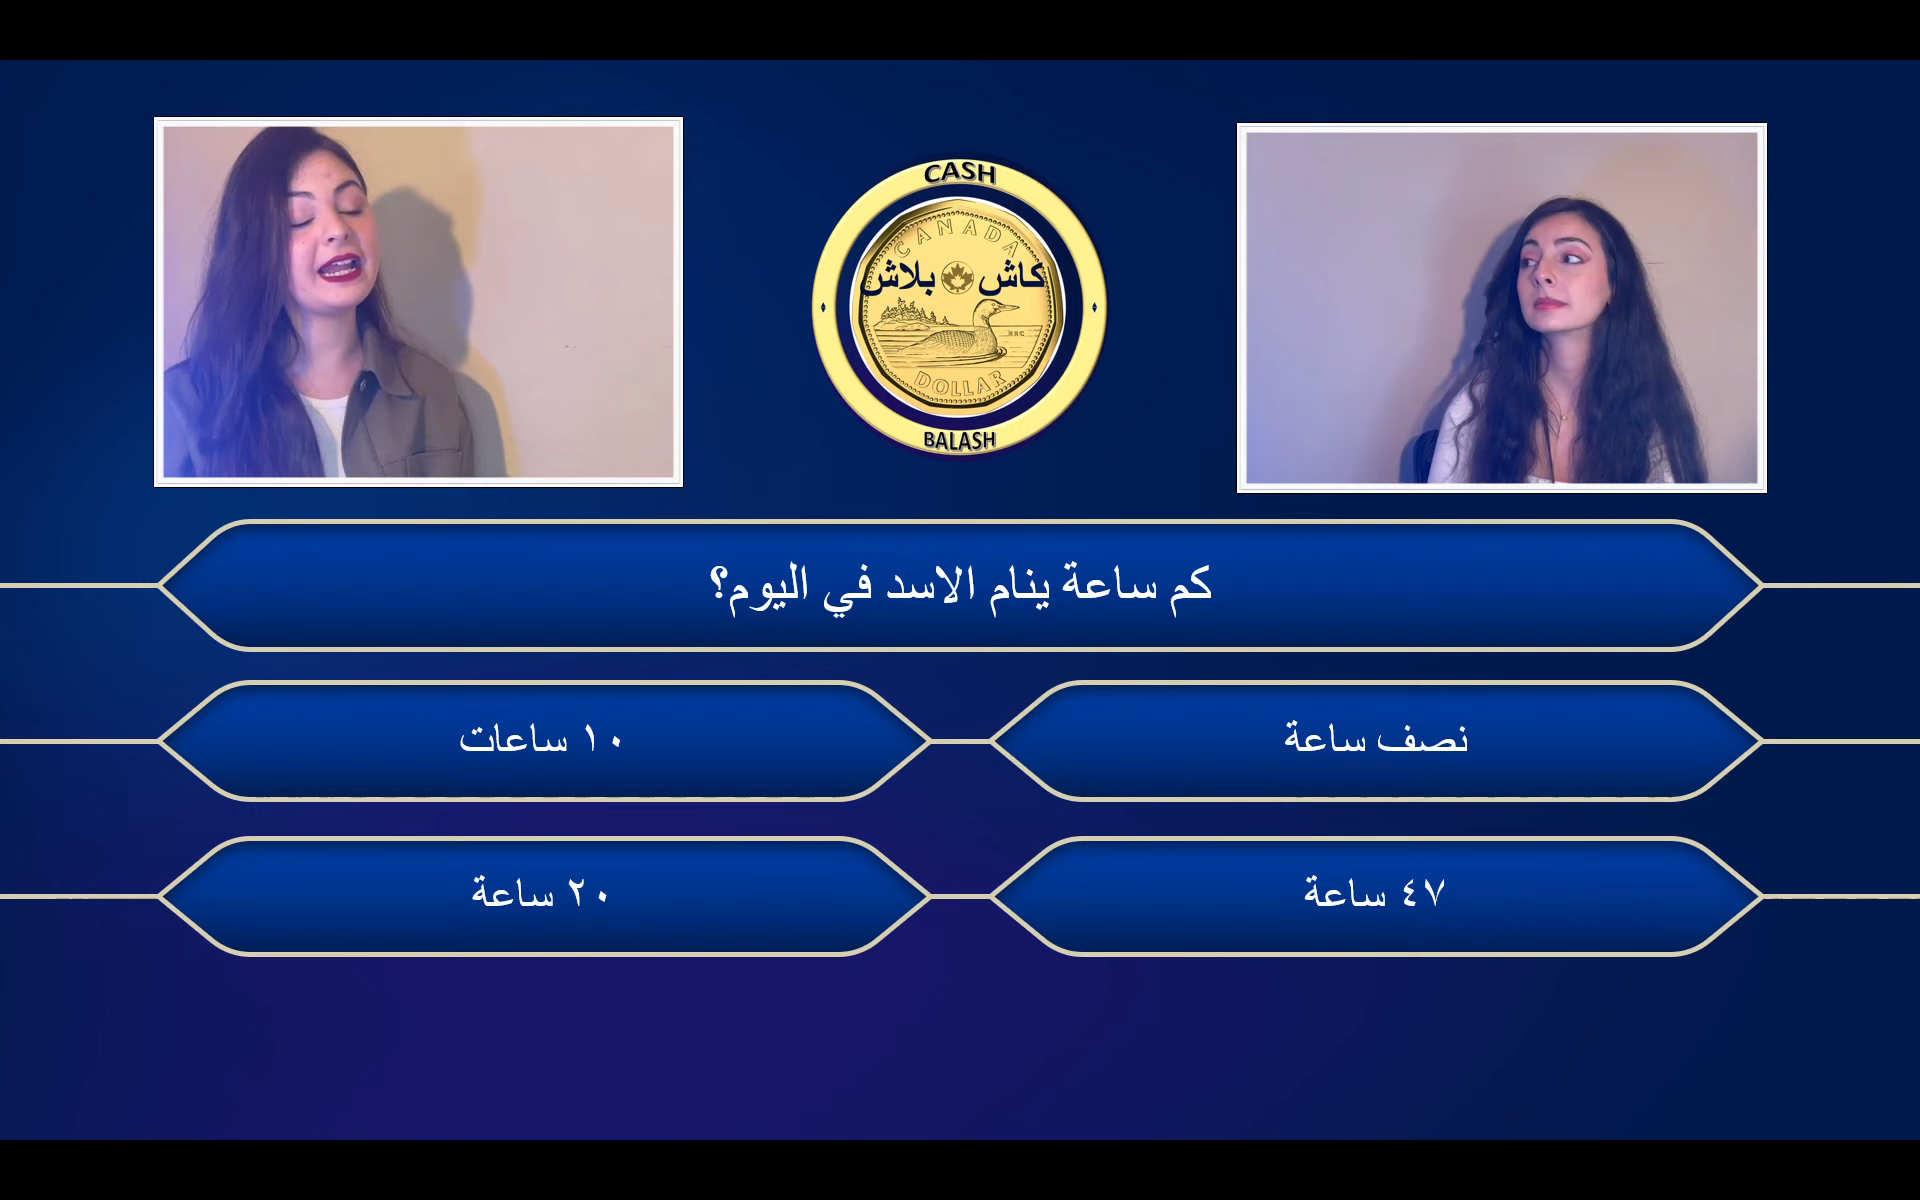 CASH
CANADA
كاش بلاش
DOLLAR
BALASH
كم ساعة ينام الاسد في اليوم؟
نصف ساعة
١٠ ساعات
٤٧ ساعة
٢٠ ساعة